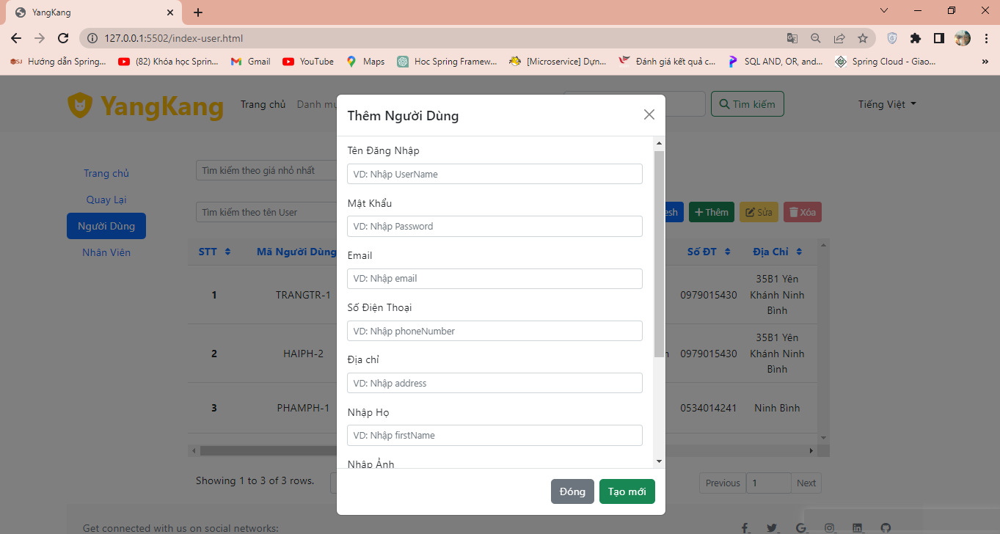 YangKang
127.0.0.1:5502/index-user.html
Hướng dẫn Spring... (82) Khóa học Sprin... Gmail YouTube Maps Hoc Spring Framew... [Microservice] Dựn... Đánh giá kết quả c... SQL AND, OR, and... Spring Cloud - Giao... »
YangKang Trang chủ Danh mụ Tìm kiếm Tiếng Việt
Thêm Người Dùng
Tên Đăng Nhập
VD: Nhập UserName
Mật Khẩu
VD: Nhập Password
Email
VD: Nhập email
Số Điện Thoại
VD: Nhập phoneNumber
Địa chỉ
VD: Nhập address
Nhập Họ
VD: Nhập firstName
Nhập Ảnh
Đóng Tạo mới
Trang chủ
Quay Lại
Người Dùng
Nhân Viên
Tìm kiếm theo giá nhỏ nhất
Tìm kiếm theo tên User esh Thêm Sửa Xóa
STT Mã Người Dùng Số ĐT Địa Chỉ
1 TRANGTR-1 0979015430 35B1 Yên
Khánh Ninh
Bình
2 HAIPH-2 0979015430 35B1 Yên
Khánh Ninh
Bình
3 PHAMPH-1 0534014241 Ninh Bình
Showing 1 to 3 of 3 rows. Previous 1 Next
Get connected with us on social networks: